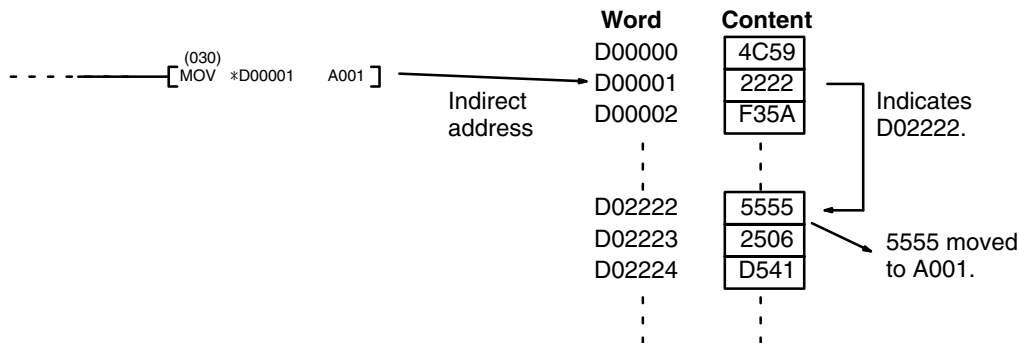 Word Content
D00000 4C59
(030)
[MOV *D00001 A001]
D00001 2222
D00002 F35A
Indirect
address
Indicates
D02222.
D02222 5555
D02223 2506
D02224 D541
5555 moved
to A001.